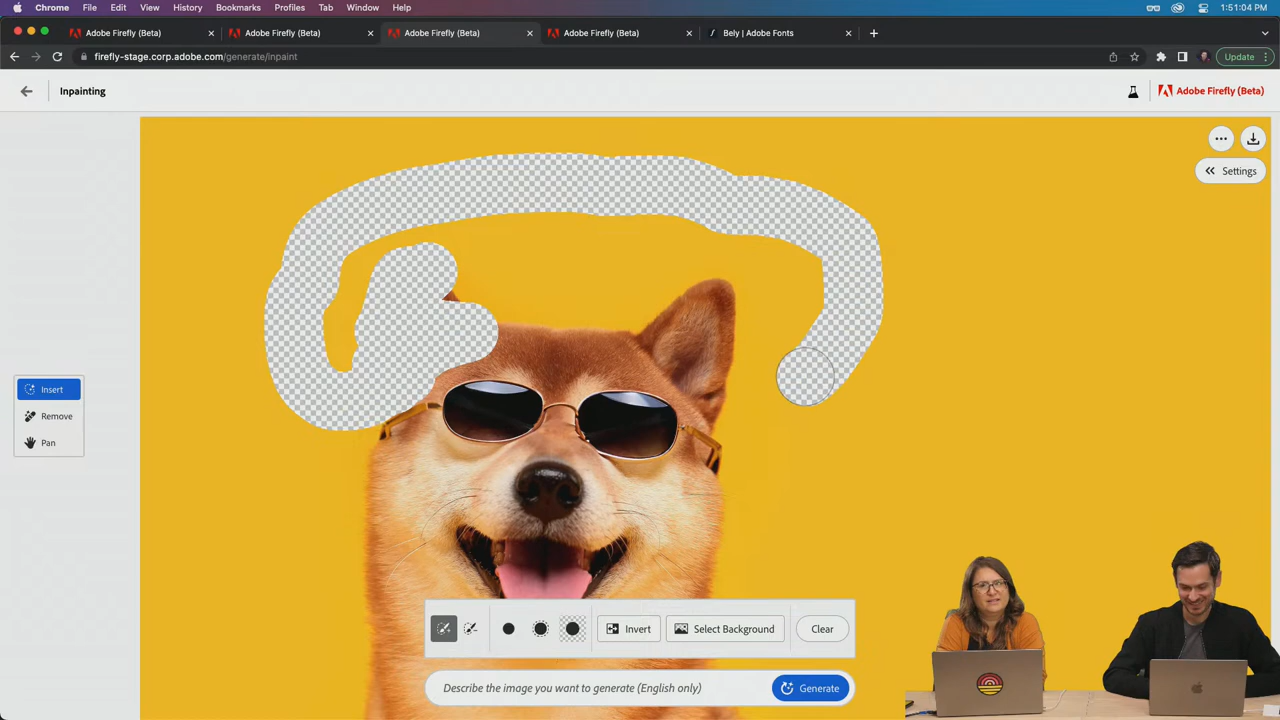 Chrome File Edit View History Bookmarks Profiles Tab Window Help 1:51:04 PM
Adobe Firefly (Beta) Adobe Firefly (Beta) Adobe Firefly (Beta) Adobe Firefly (Beta) Bely | Adobe Fonts
firefly-stage.corp.adobe.com/generate/inpaint Update
Inpainting Adobe Firefly (Beta)
Settings
Insert
Remove
Pan
Invert Select Background Clear
Describe the image you want to generate (English only) Generate